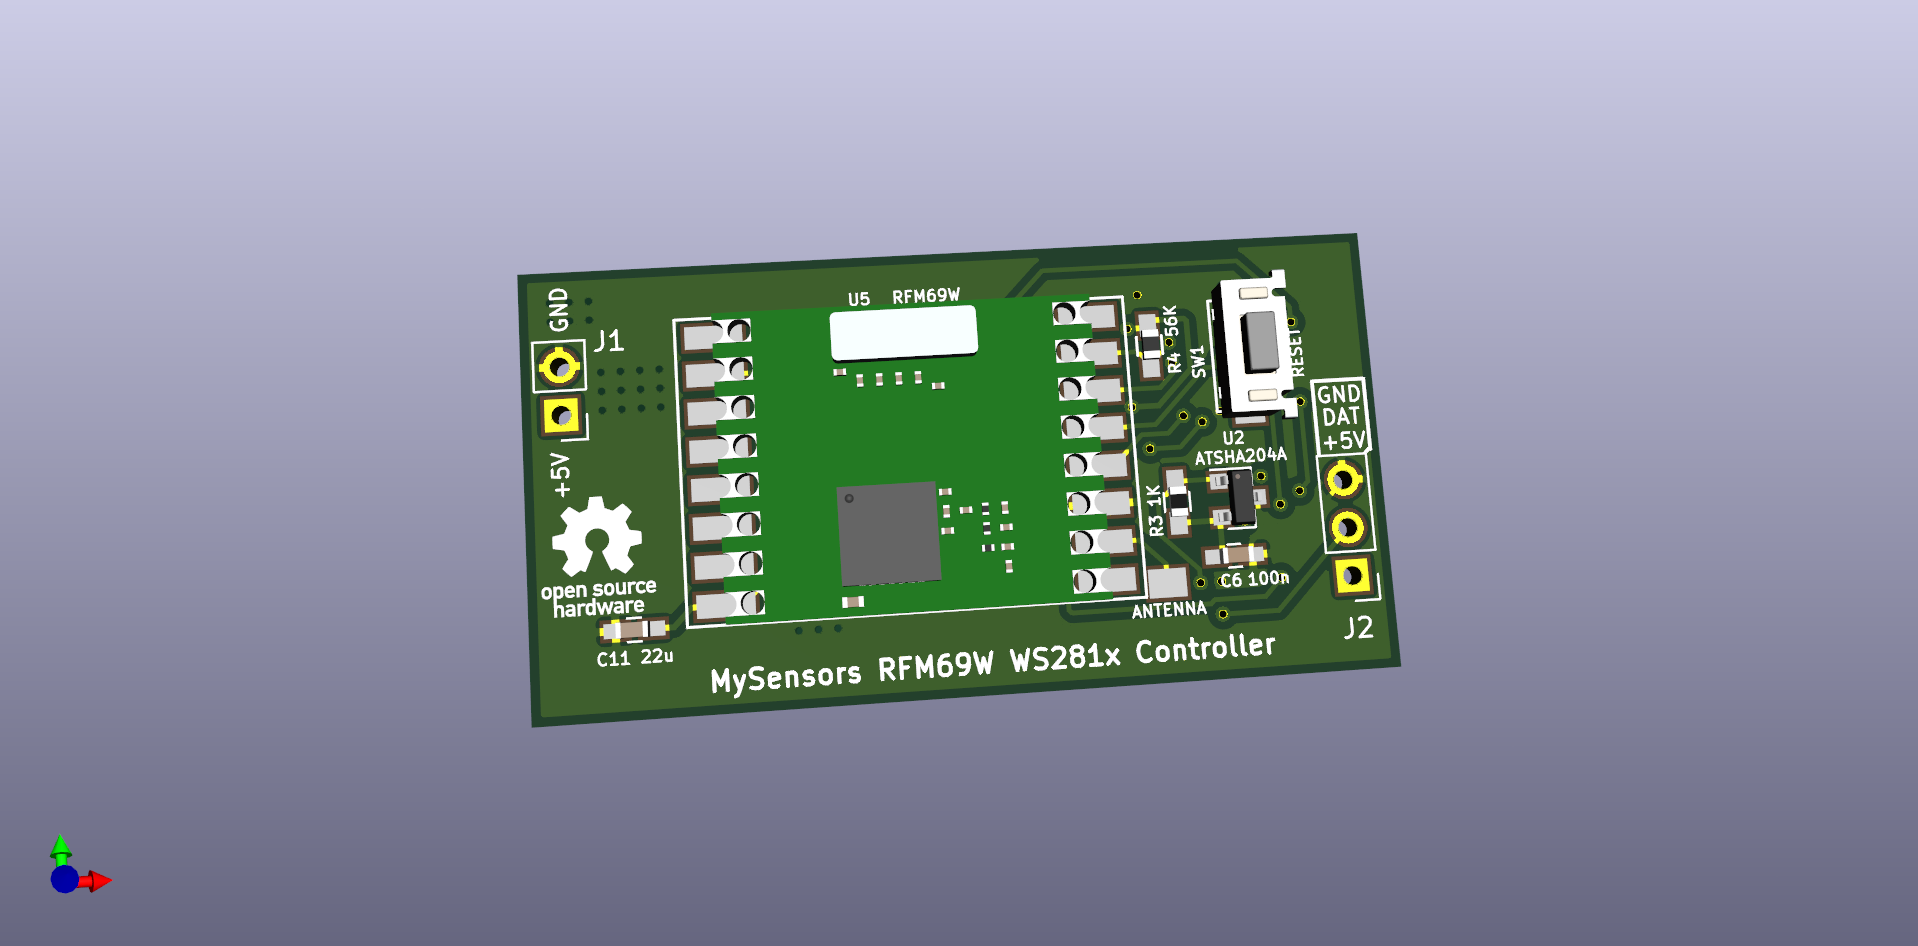 GND
J1
+5V
open source
hardware
C11 22u
U5 RFM69W
R4 56K
SW1
RESET
GND
DAT
+5V
U2
ATSHA204A
R3 1K
C6 100n
ANTENNA
J2
MySensors RFM69W WS281x Controller